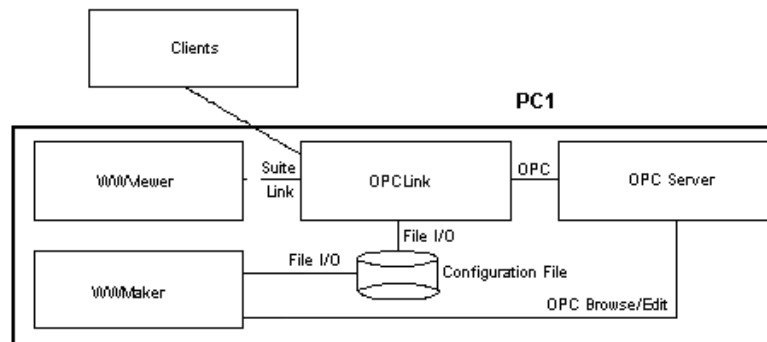 Clients
PC1
WWViewer
Suite
Link
OPCLink
OPC
OPC Server
File I/O
WWMaker
File I/O
Configuration File
OPC Browse/Edit